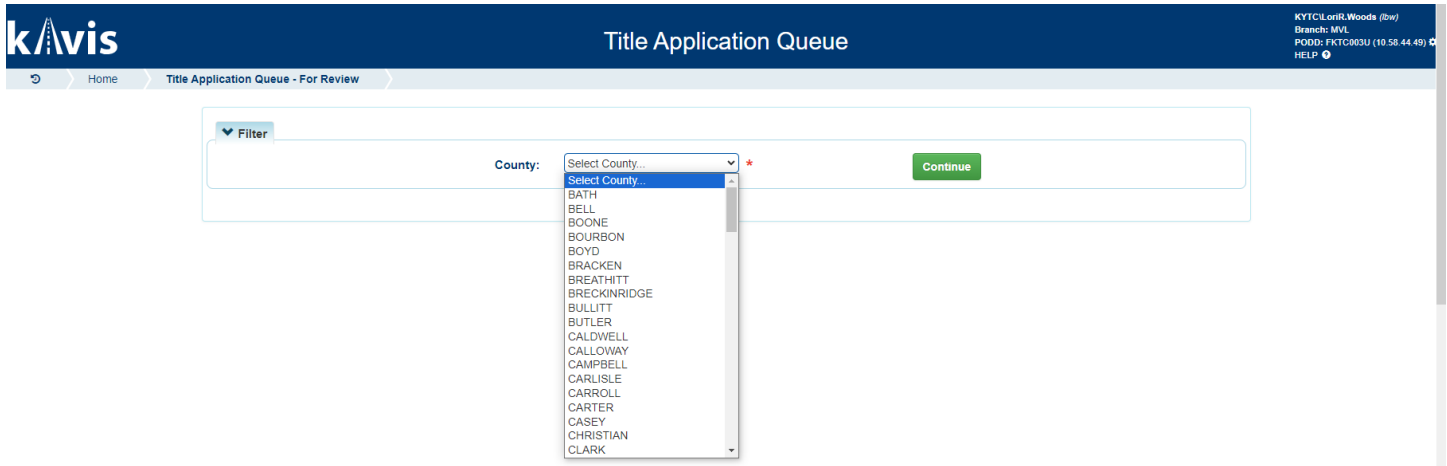 kAvis
Title Application Queue
KYTC\LoriR.Woods (lbw)
Branch: MVL
PODD: FKTC003U (10.58.44.49)
HELP
Home
Title Application Queue - For Review
Filter
County:
Select County...
*
Continue
Select County...
BATH
BELL
BOONE
BOURBON
BOYD
BRACKEN
BREATHITT
BRECKINRIDGE
BULLITT
BUTLER
CALDWELL
CALLOWAY
CAMPBELL
CARLISLE
CARROLL
CARTER
CASEY
CHRISTIAN
CLARK